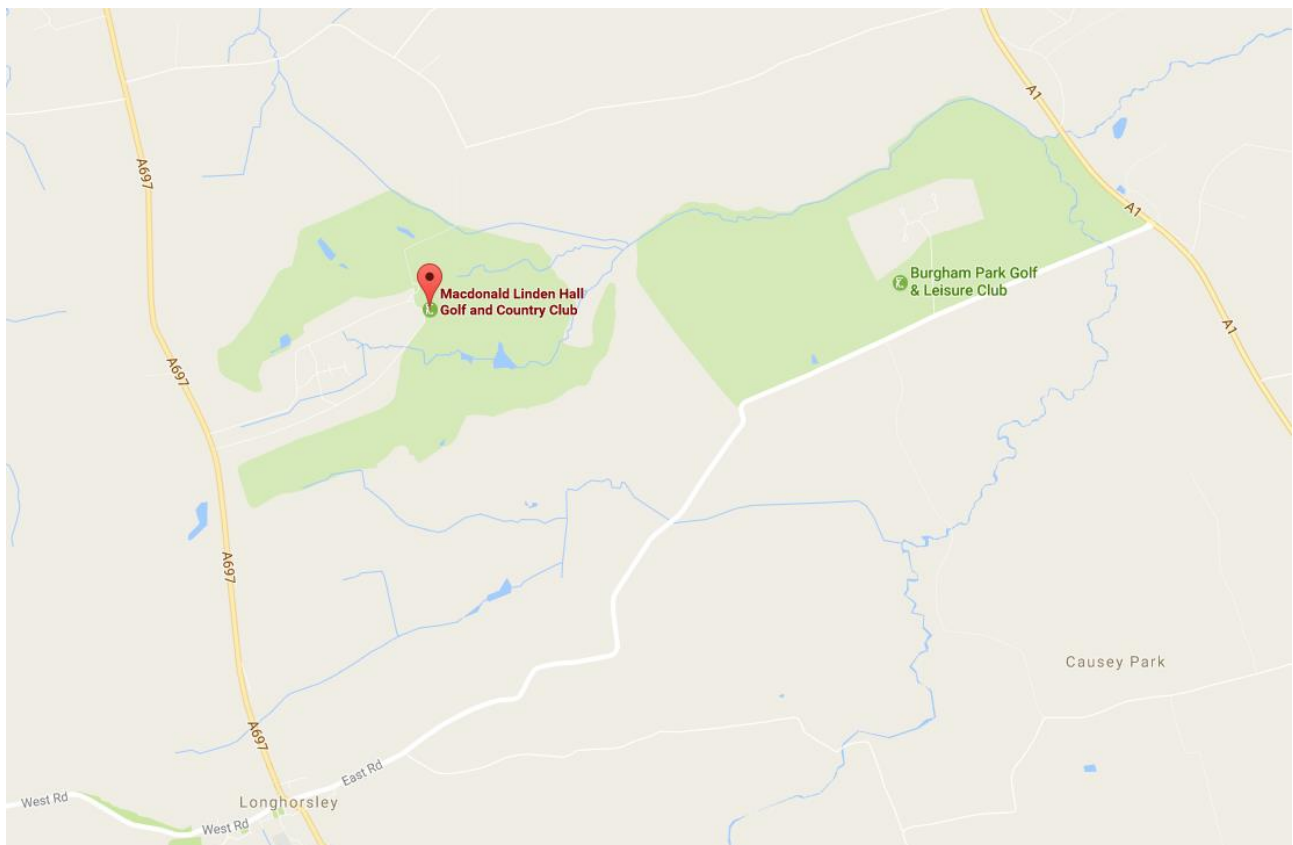 A1
A697
A1
Burgham Park Golf
& Leisure Club
Macdonald Linden Hall
Golf and Country Club
A1
A697
A697
Causey Park
A697
East Rd
West Rd
Longhorsley
West Rd